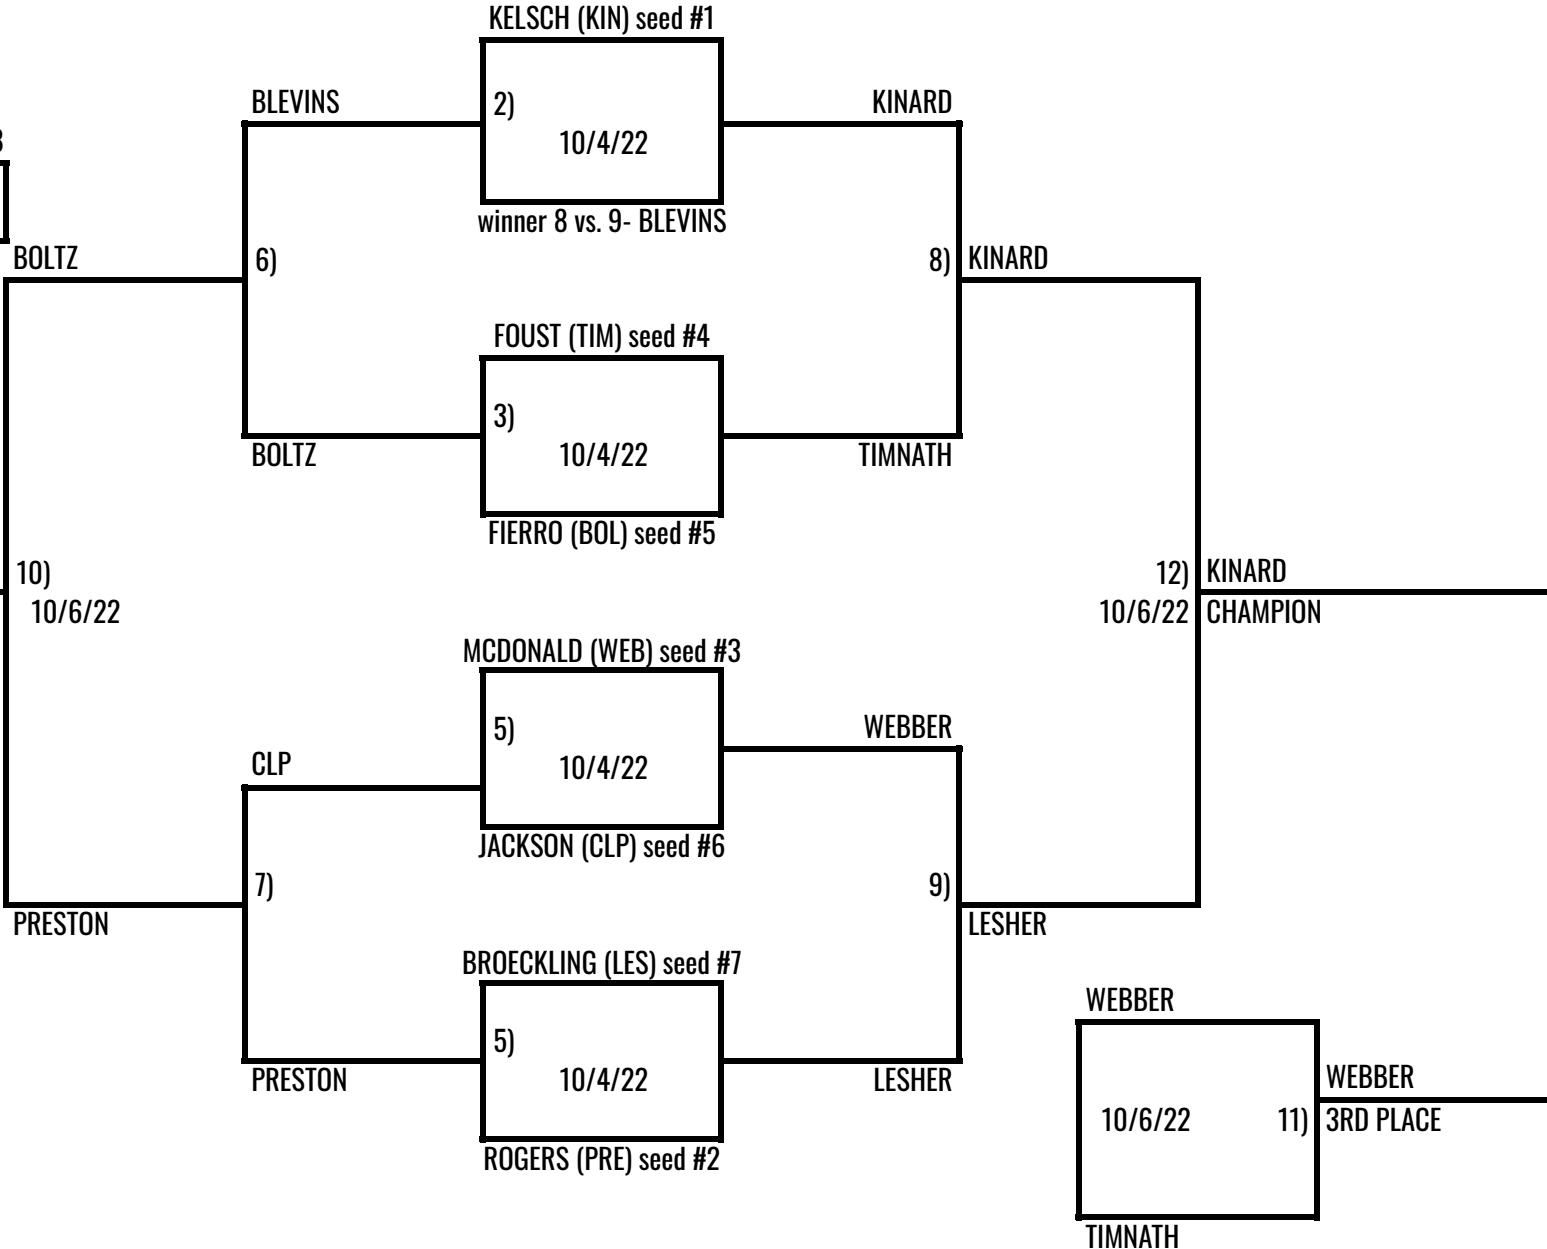 KELSCH (KIN) seed #1
BLEVINS
2)
KINARD
10/4/22
winner 8 vs. 9- BLEVINS
BOLTZ
6)
8)
KINARD
FOUST (TIM) seed #4
3)
10/4/22
BOLTZ
TIMNATH
FIERRO (BOL) seed #5
10)
10/6/22
12)
KINARD
10/6/22
CHAMPION
MCDONALD (WEB) seed #3
5)
WEBBER
CLP
10/4/22
JACKSON (CLP) seed #6
7)
9)
PRESTON
LESHER
BROECKLING (LES) seed #7
5)
10/4/22
PRESTON
LESHER
ROGERS (PRE) seed #2
WEBBER
10/6/22
11)
WEBBER
3RD PLACE
TIMNATH